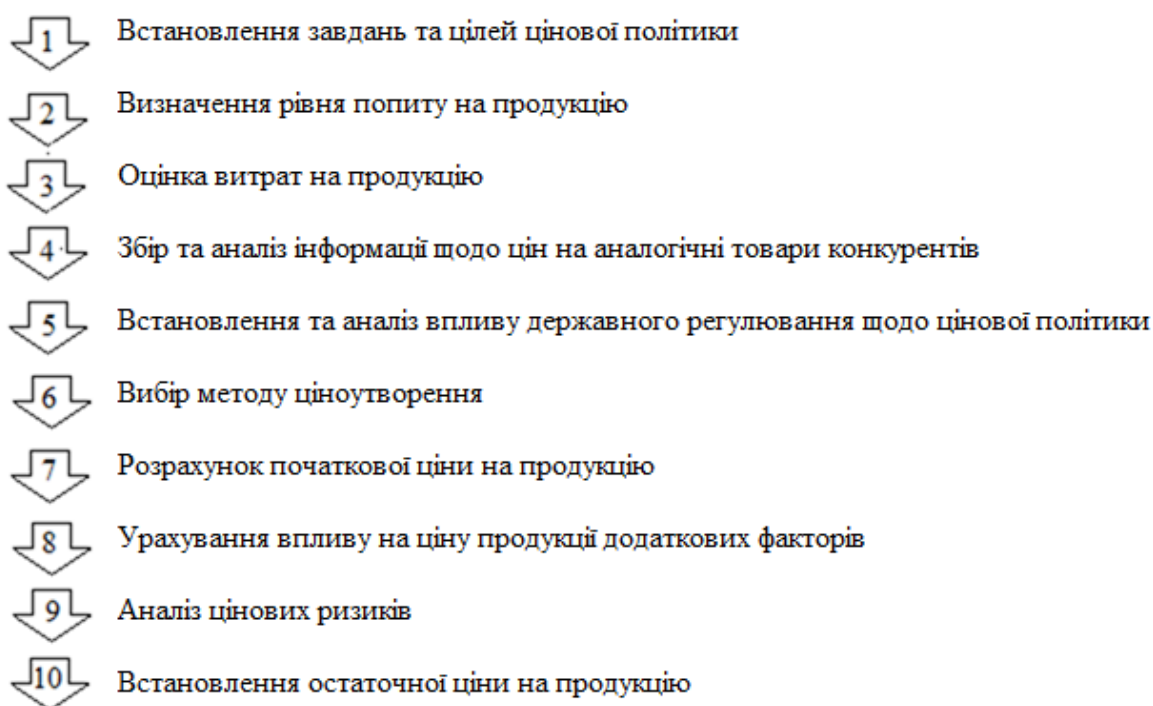 1 Встановлення завдань та цілей цінової політики
2 Визначення рівня попиту на продукцію
3 Оцінка витрат на продукцію
4 Збір та аналіз інформації щодо цін на аналогічні товари конкурентів
5 Встановлення та аналіз впливу державного регулювання щодо цінової політики
6 Вибір методу ціноутворення
7 Розрахунок початкової ціни на продукцію
8 Урахування впливу на ціну продукції додаткових факторів
9 Аналіз цінових ризиків
10 Встановлення остаточної ціни на продукцію